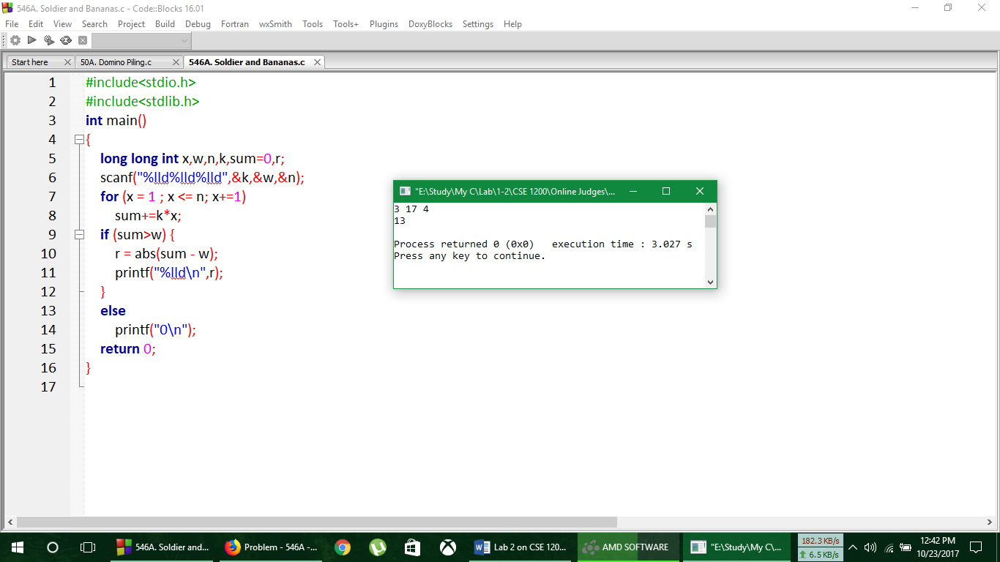 546A. Soldier and Bananas.c - Code::Blocks 16.01
File Edit View Search Project Build Debug Fortran wxSmith Tools Tools+ Plugins DoxyBlocks Settings Help
Start here 50A. Domino Piling.c 546A. Soldier and Bananas.c
1 #include<stdio.h>
2 #include<stdlib.h>
3 int main()
4 {
5 long long int x,w,n,k,sum=0,r;
6 scanf("%lld%lld%lld",&k,&w,&n);
7 for (x = 1 ; x <= n; x+=1)
8 sum+=k*x;
9 if (sum>w) {
10 r = abs(sum - w);
11 printf("%lld\n",r);
12 }
13 else
14 printf("0\n");
15 return 0;
16 }
17
"E:\Study\My C\Lab\1-2\CSE 1200\Online Judges\...
3 17 4
13
Process returned 0 (0x0) execution time : 3.027 s
Press any key to continue.
546A. Soldier and... Problem - 546A -... Lab 2 on CSE 120... AMD SOFTWARE "E:\Study\My C\... 182.3 KB/s 12:42 PM
6.5 KB/s 10/23/2017